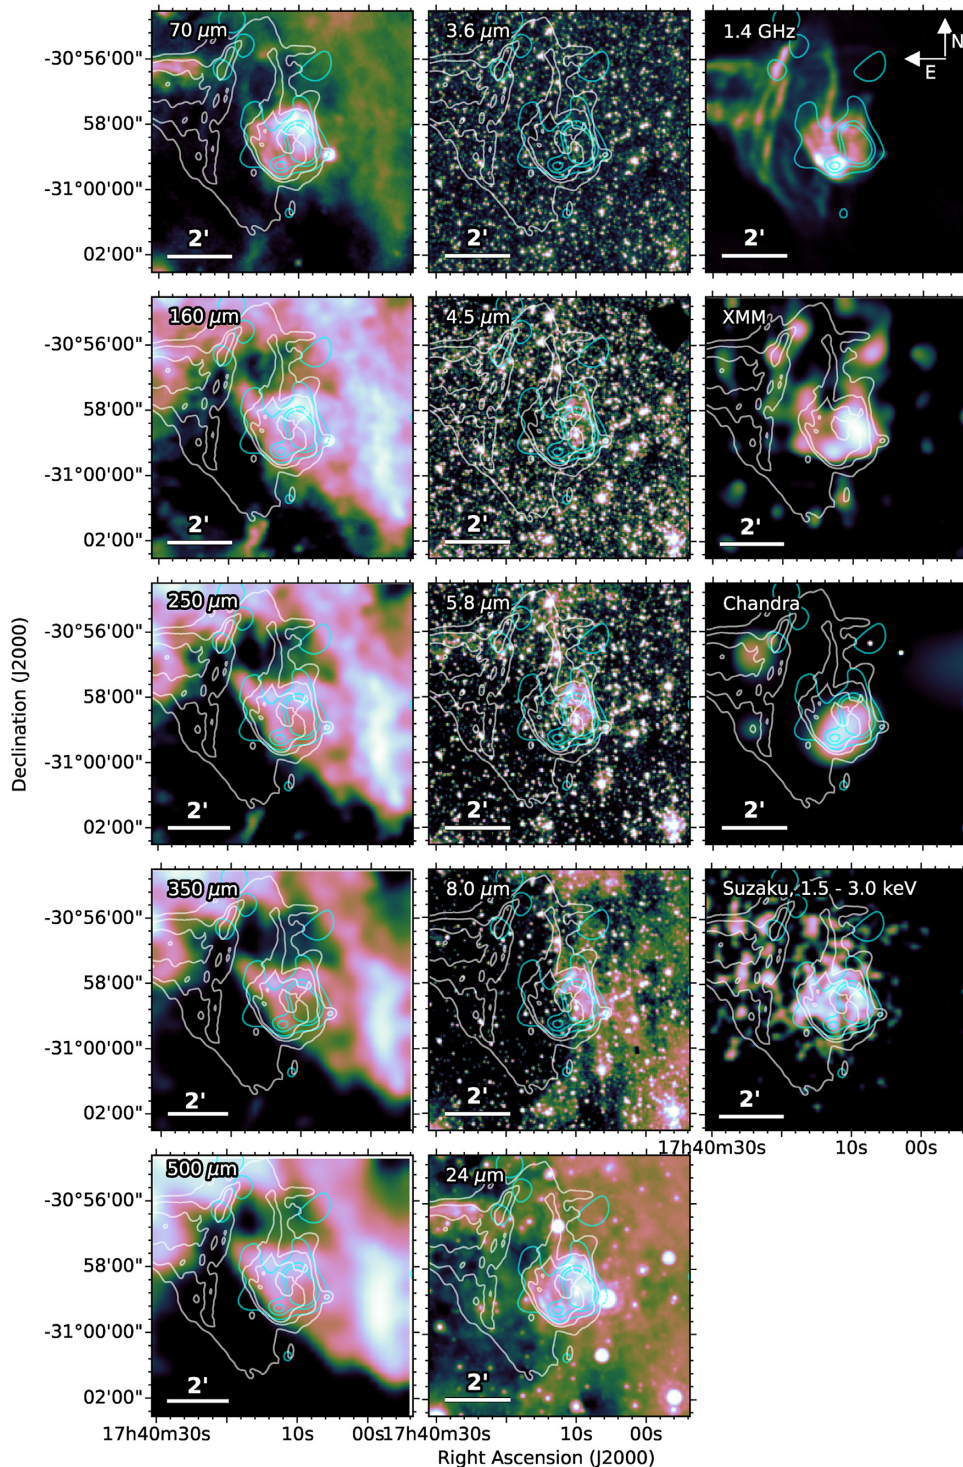 70 μm
3.6 μm
1.4 GHz
N
E
-30°56'00"
58'00"
-31°00'00"
02'00"
2'
2'
2'
160 μm
4.5 μm
XMM
-30°56'00"
58'00"
-31°00'00"
02'00"
2'
2'
2'
250 μm
5.8 μm
Chandra
-30°56'00"
58'00"
-31°00'00"
02'00"
2'
2'
2'
Declination (J2000)
350 μm
8.0 μm
Suzaku, 1.5 - 3.0 keV
-30°56'00"
58'00"
-31°00'00"
02'00"
2'
2'
2'
17h40m30s
10s
00s
500 μm
24 μm
-30°56'00"
58'00"
-31°00'00"
02'00"
2'
2'
17h40m30s
10s
00s
17h40m30s
10s
00s
Right Ascension (J2000)